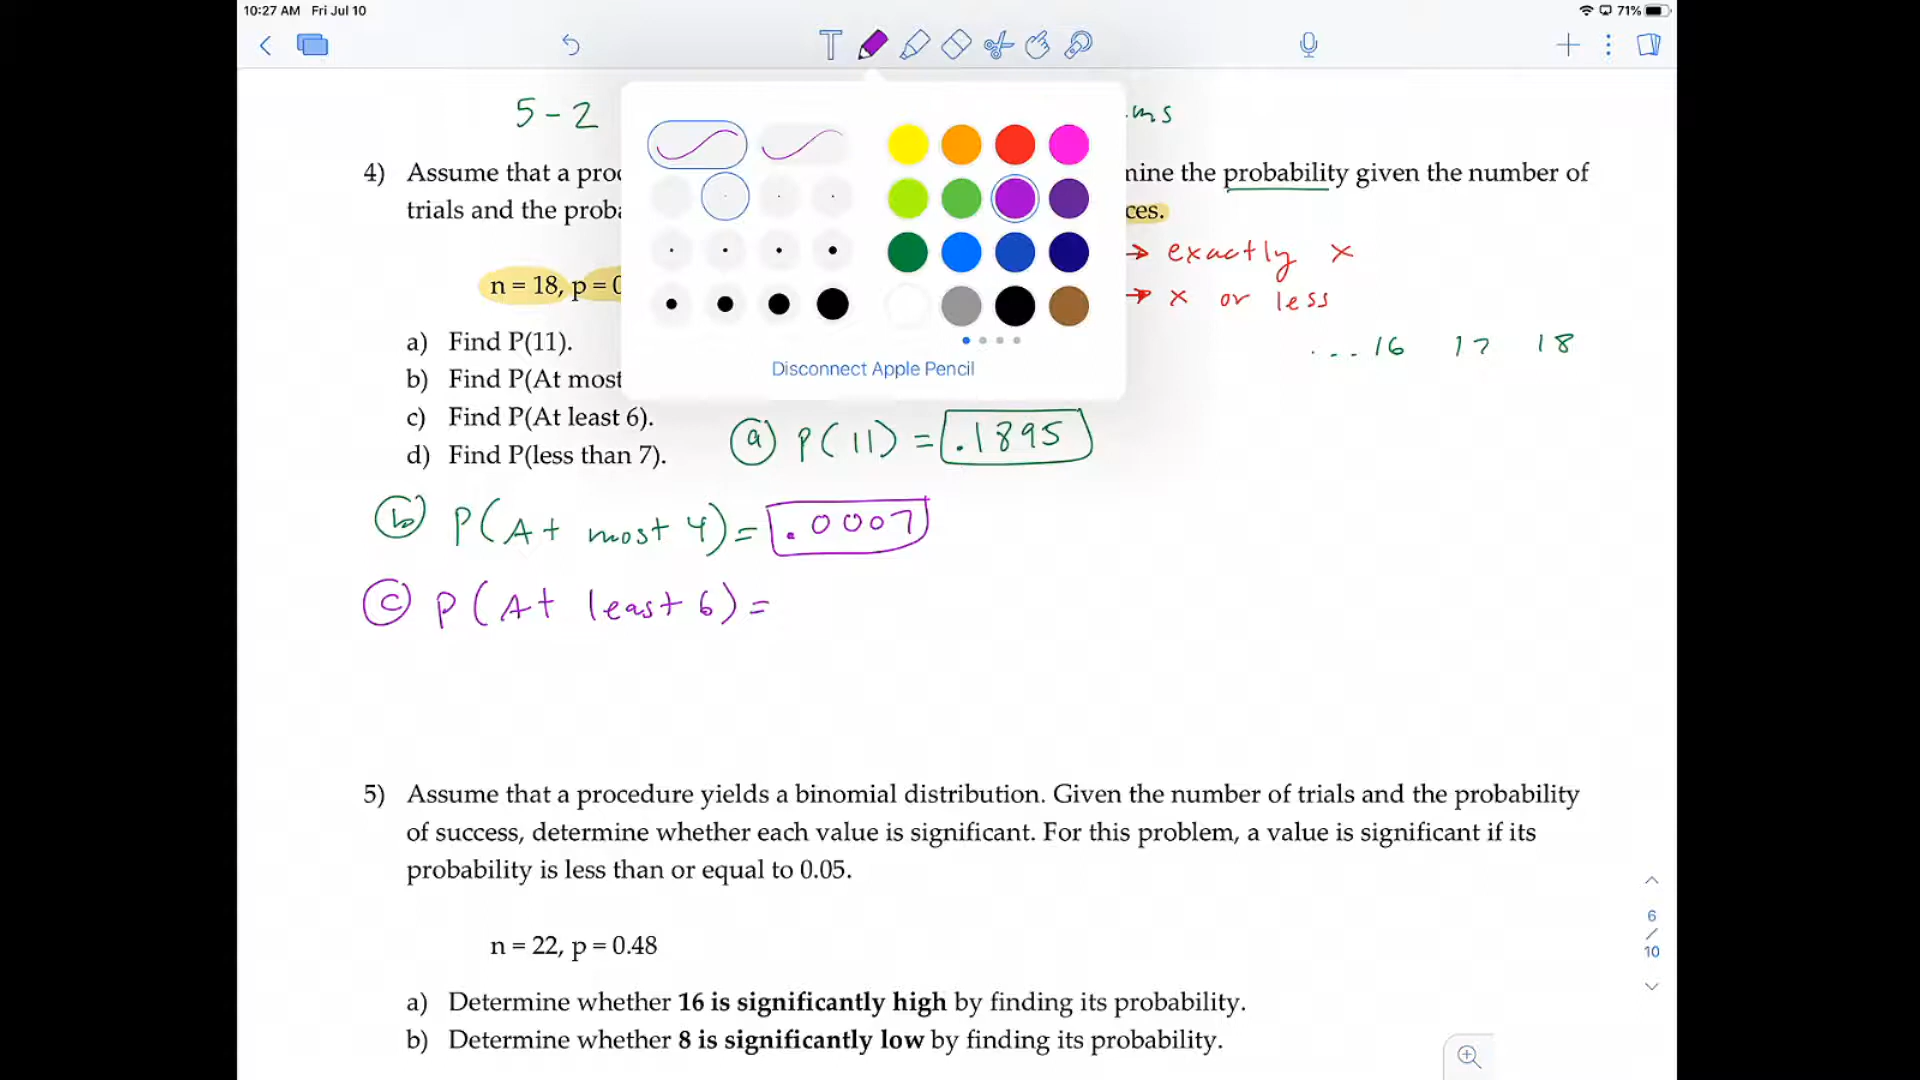 10:27 AM Fri Jul 10
71%
T
5 - 2
ms
4) Assume that a
mine the probability given the number of
trials and the
ces.
→ exactly x
n = 18, p =
→ x or less
a) Find P(11).
... 16 17 18
b) Find P(At most
Disconnect Apple Pencil
c) Find P(At least 6).
d) Find P(less than 7).
a P(11) = .1895
b P(At most 4) = .0007
c P(At least 6) =
5) Assume that a procedure yields a binomial distribution. Given the number of trials and the probability
of success, determine whether each value is significant. For this problem, a value is significant if its
probability is less than or equal to 0.05.
n = 22, p = 0.48
6
/
10
a) Determine whether 16 is significantly high by finding its probability.
b) Determine whether 8 is significantly low by finding its probability.